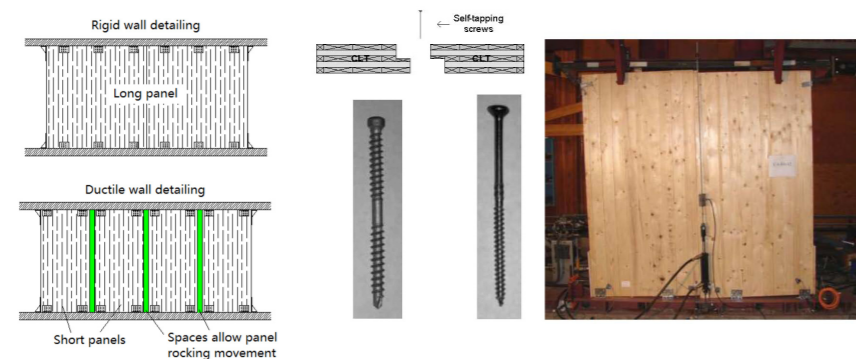 Rigid wall detailing
Long panel
Ductile wall detailing
Short panels
Spaces allow panel
rocking movement
Self-tapping
screws
CLT
CLT